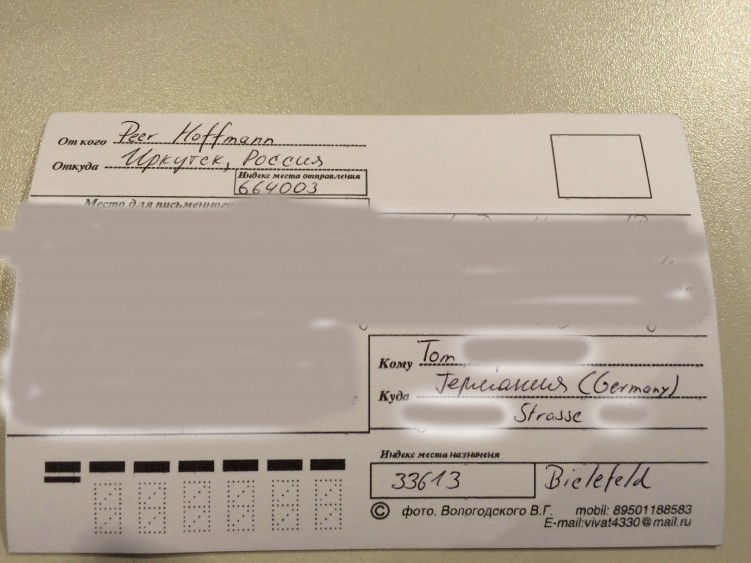 От кого Peer Hoffmann
Откуда Иркутск, Россия
Индекс места отправления
664003
Место для письменного
Кому Tom
Куда Германия (Germany)
Strasse
Индекс места назначения
33613 Bielefeld
© фото. Вологодского В.Г. mobil: 89501188583
E-mail:vivat4330@mail.ru